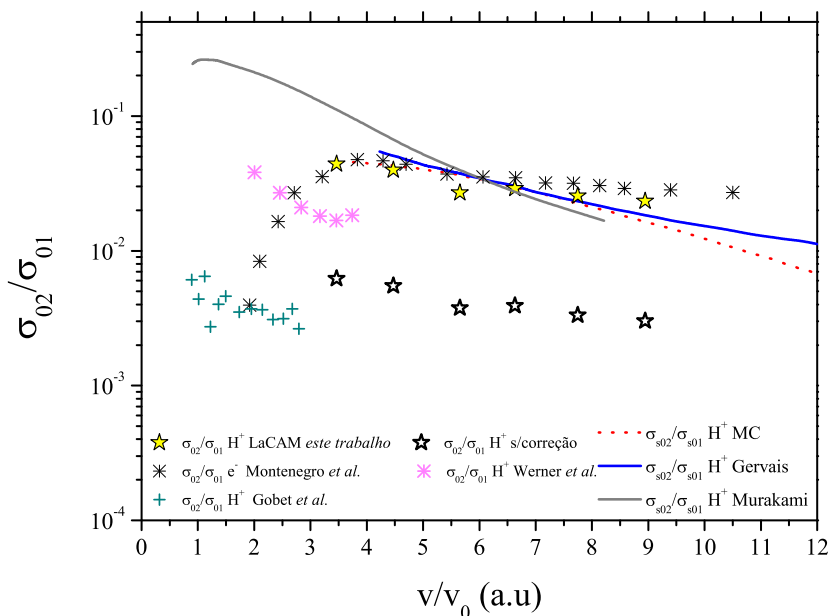 10⁻¹
10⁻²
10⁻³
10⁻⁴
σ₀₂/σ₀₁
σ₀₂/σ₀₁ H⁺ LaCAM este trabalho
σ₀₂/σ₀₁ e⁻ Montenegro et al.
σ₀₂/σ₀₁ H⁺ Gobet et al.
σ₀₂/σ₀₁ H⁺ s/correção
σ₀₂/σ₀₁ H⁺ Werner et al.
σₛ₀₂/σₛ₀₁ H⁺ MC
σₛ₀₂/σₛ₀₁ H⁺ Gervais
σₛ₀₂/σₛ₀₁ H⁺ Murakami
0 1 2 3 4 5 6 7 8 9 10 11 12
v/v₀ (a.u)